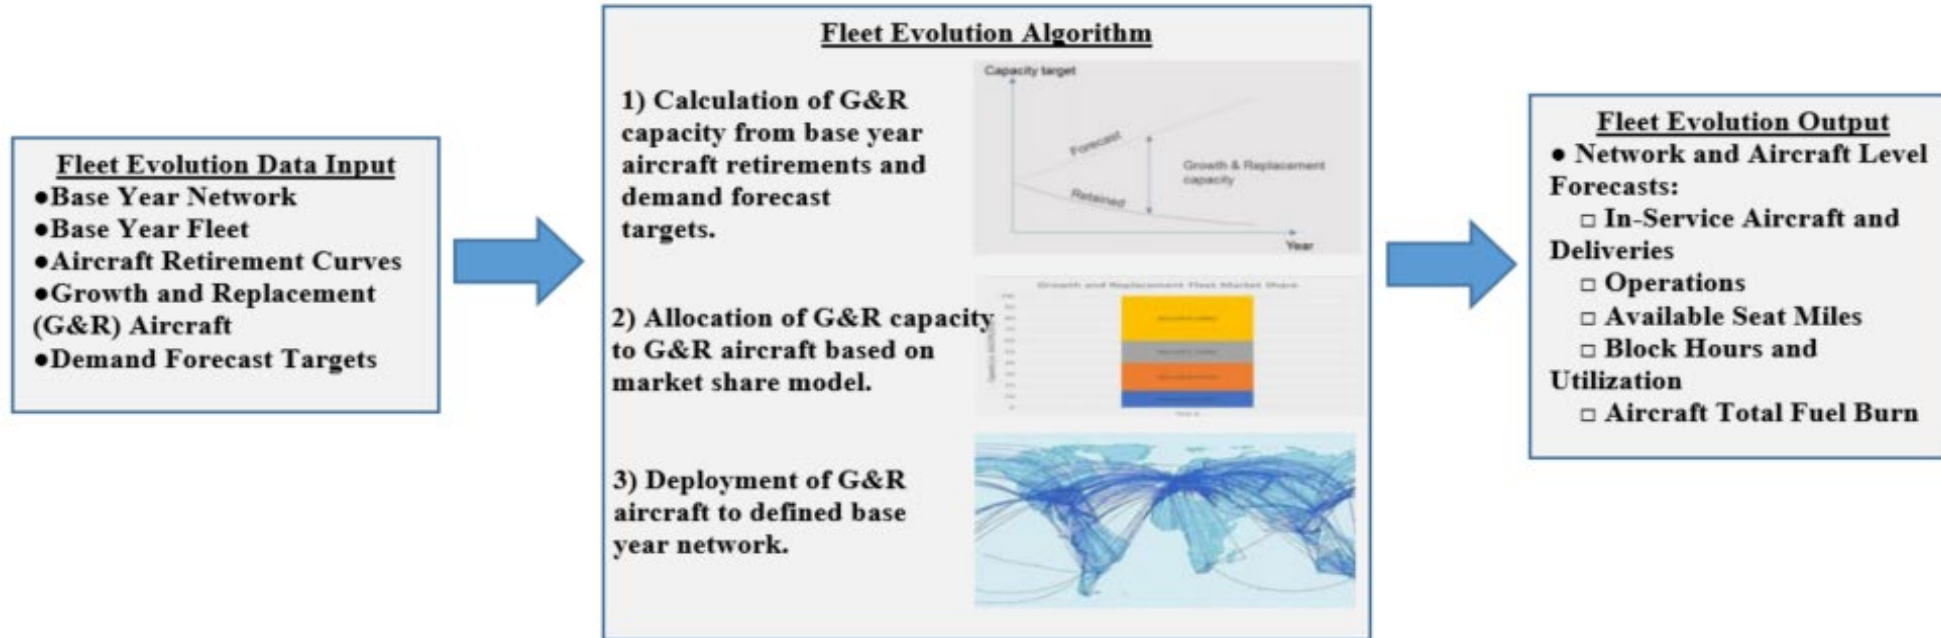 Fleet Evolution Data Input
●Base Year Network
●Base Year Fleet
●Aircraft Retirement Curves
●Growth and Replacement
(G&R) Aircraft
●Demand Forecast Targets
Fleet Evolution Algorithm
1) Calculation of G&R
capacity from base year
aircraft retirements and
demand forecast
targets.
Capacity target
Forecast
Growth & Replacement
capacity
Retained
Year
2) Allocation of G&R capacity
to G&R aircraft based on
market share model.
Growth and Replacement Fleet Market Share
3) Deployment of G&R
aircraft to defined base
year network.
Fleet Evolution Output
● Network and Aircraft Level
Forecasts:
□ In-Service Aircraft and
Deliveries
□ Operations
□ Available Seat Miles
□ Block Hours and
Utilization
□ Aircraft Total Fuel Burn